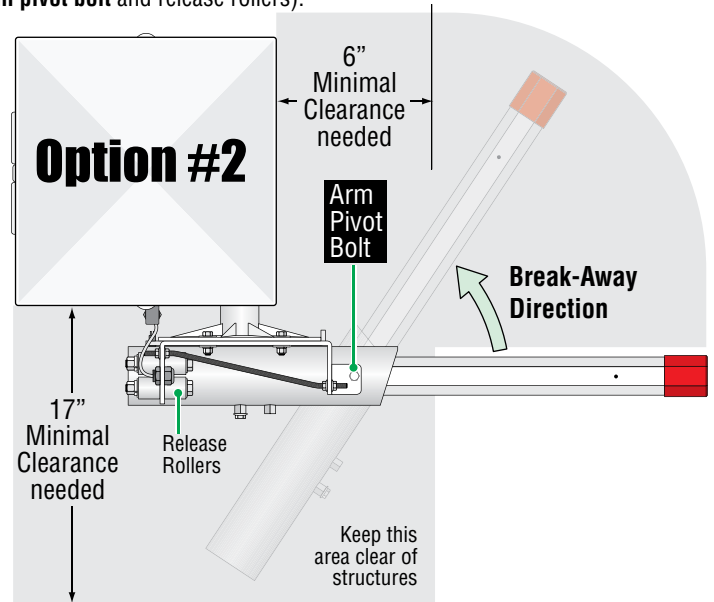 pivot bolt and release rollers).
6”
Minimal
Clearance
needed
Option #2
Arm
Pivot
Bolt
Break-Away
Direction
17”
Minimal
Clearance
needed
Release
Rollers
Keep this
area clear of
structures